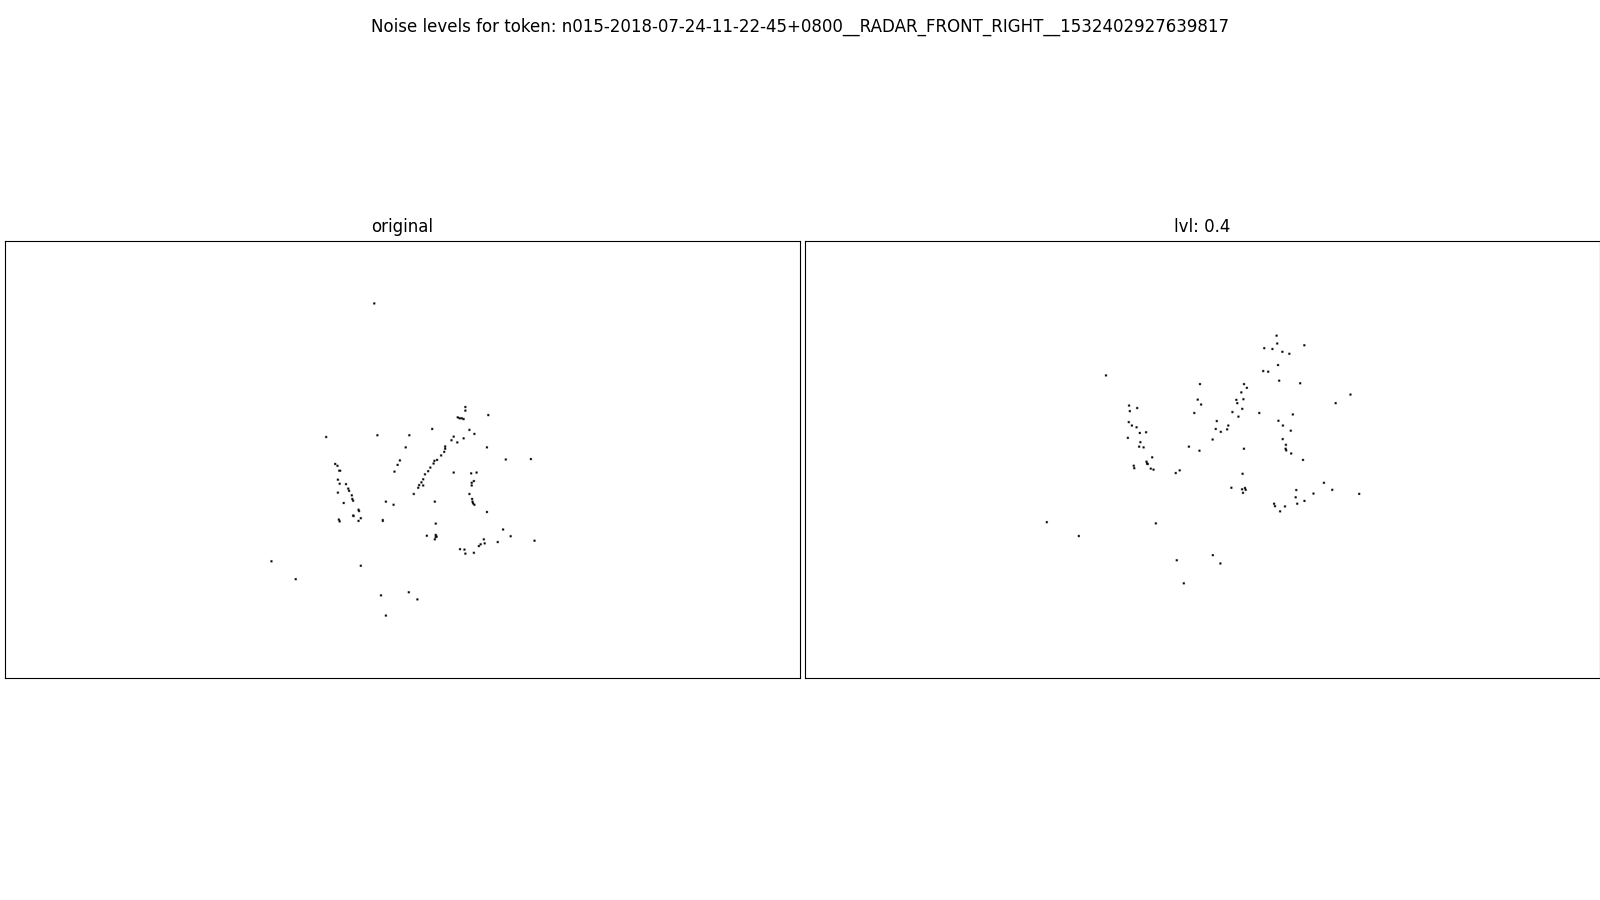 Noise levels for token: n015-2018-07-24-11-22-45+0800__RADAR_FRONT_RIGHT__1532402927639817
original
lvl: 0.4